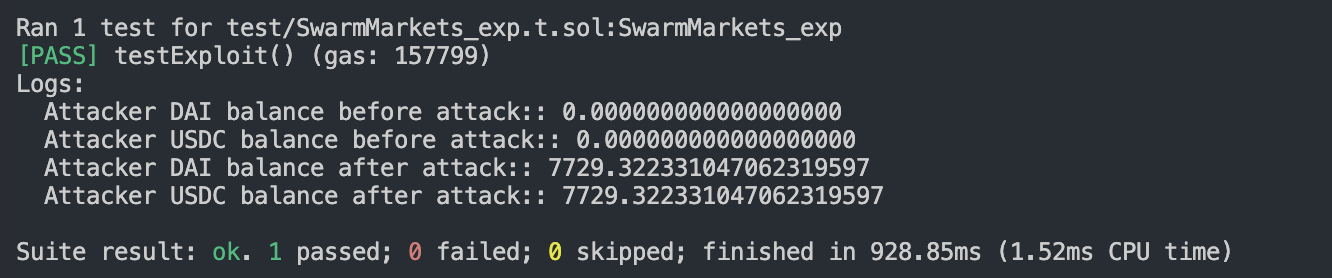 Ran 1 test for test/SwarmMarkets_exp.t.sol:SwarmMarkets_exp
[PASS] testExploit() (gas: 157799)
Logs:
Attacker DAI balance before attack:: 0.000000000000000000
Attacker USDC balance before attack:: 0.000000000000000000
Attacker DAI balance after attack:: 7729.322331047062319597
Attacker USDC balance after attack:: 7729.322331047062319597
Suite result: ok. 1 passed; 0 failed; 0 skipped; finished in 928.85ms (1.52ms CPU time)